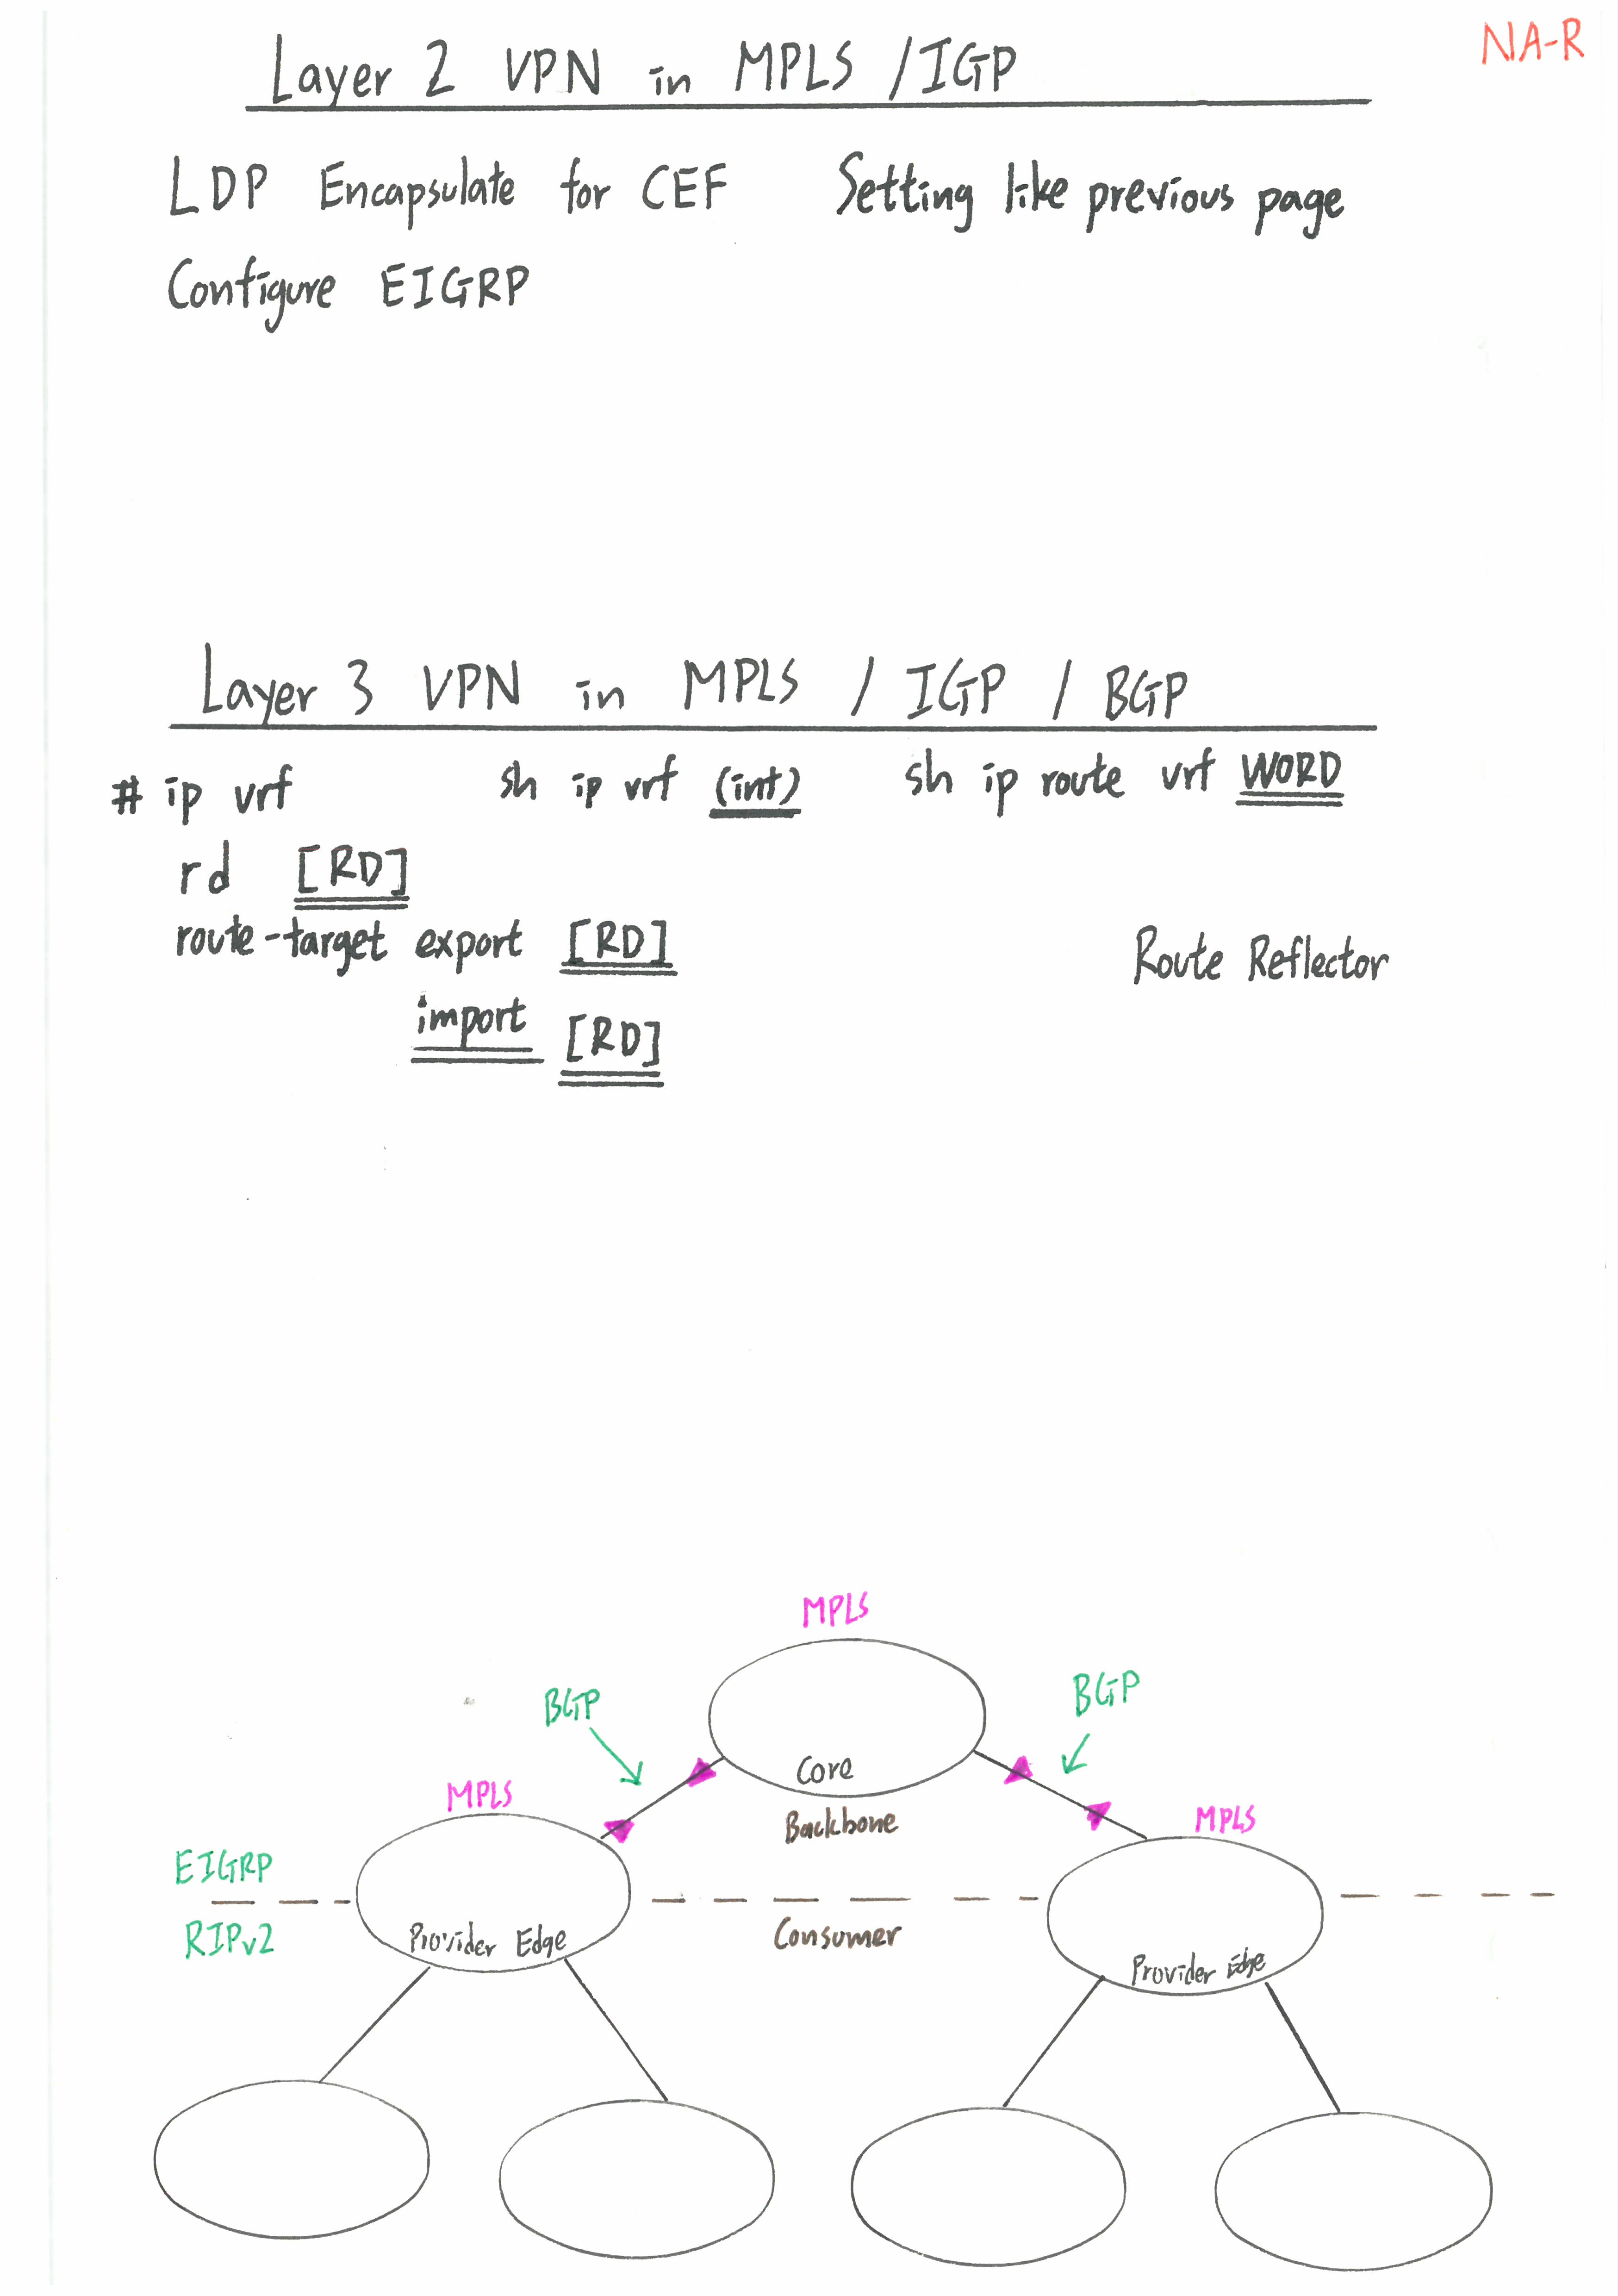 NA-R
Layer 2 VPN in MPLS / IGP
LDP Encapsulate for CEF Setting like previous page
Configure EIGRP
Layer 3 VPN in MPLS / IGP / BGP
# ip vrf sh ip vrf (int) sh ip route vrf WORD
rd [RD]
route-target export [RD]
Route Reflector
import [RD]
MPLS
BGP
BGP
Core
MPLS
Backbone
MPLS
EIGRP
RIPv2
Provider Edge
Consumer
Provider Edge